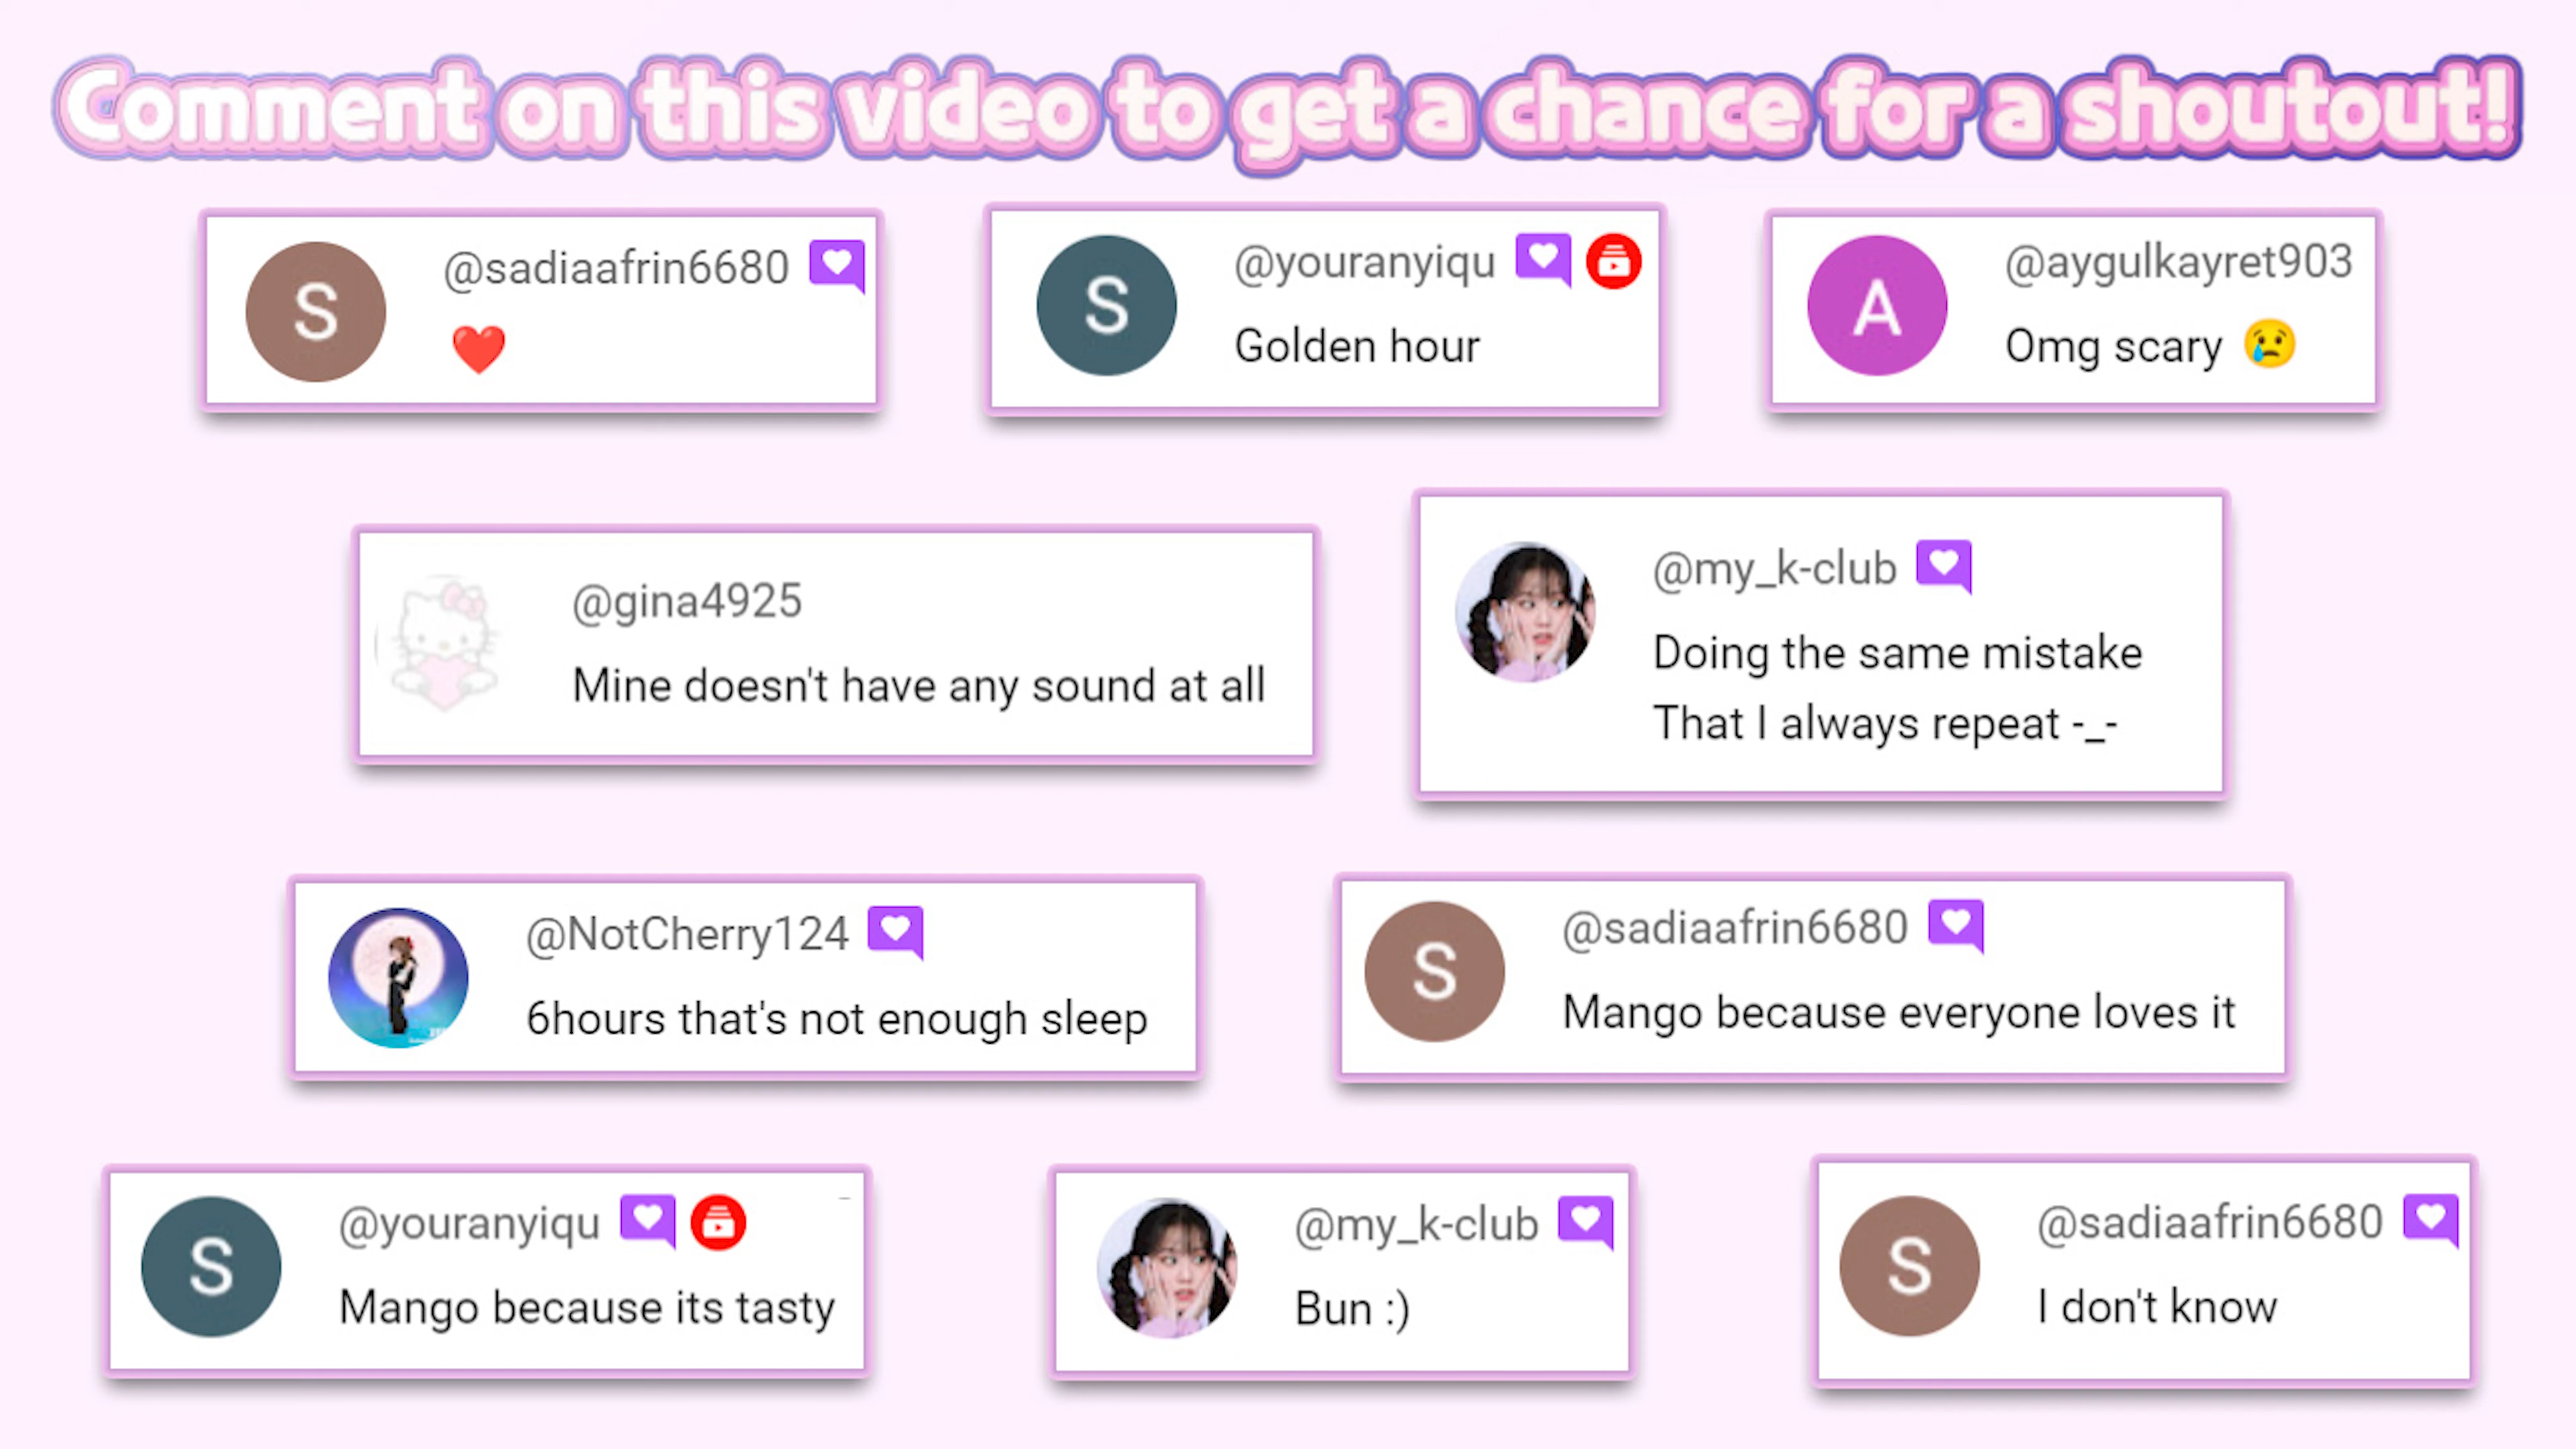 Comment on this video to get a chance for a shoutout!
S
@sadiaafrin6680
❤️
S
@youranyiqu
Golden hour
A
@aygulkayret903
Omg scary 😢
@gina4925
Mine doesn't have any sound at all
@my_k-club
Doing the same mistake
That I always repeat -_-
@NotCherry124
6hours that's not enough sleep
S
@sadiaafrin6680
Mango because everyone loves it
S
@youranyiqu
Mango because its tasty
@my_k-club
Bun :)
S
@sadiaafrin6680
I don't know